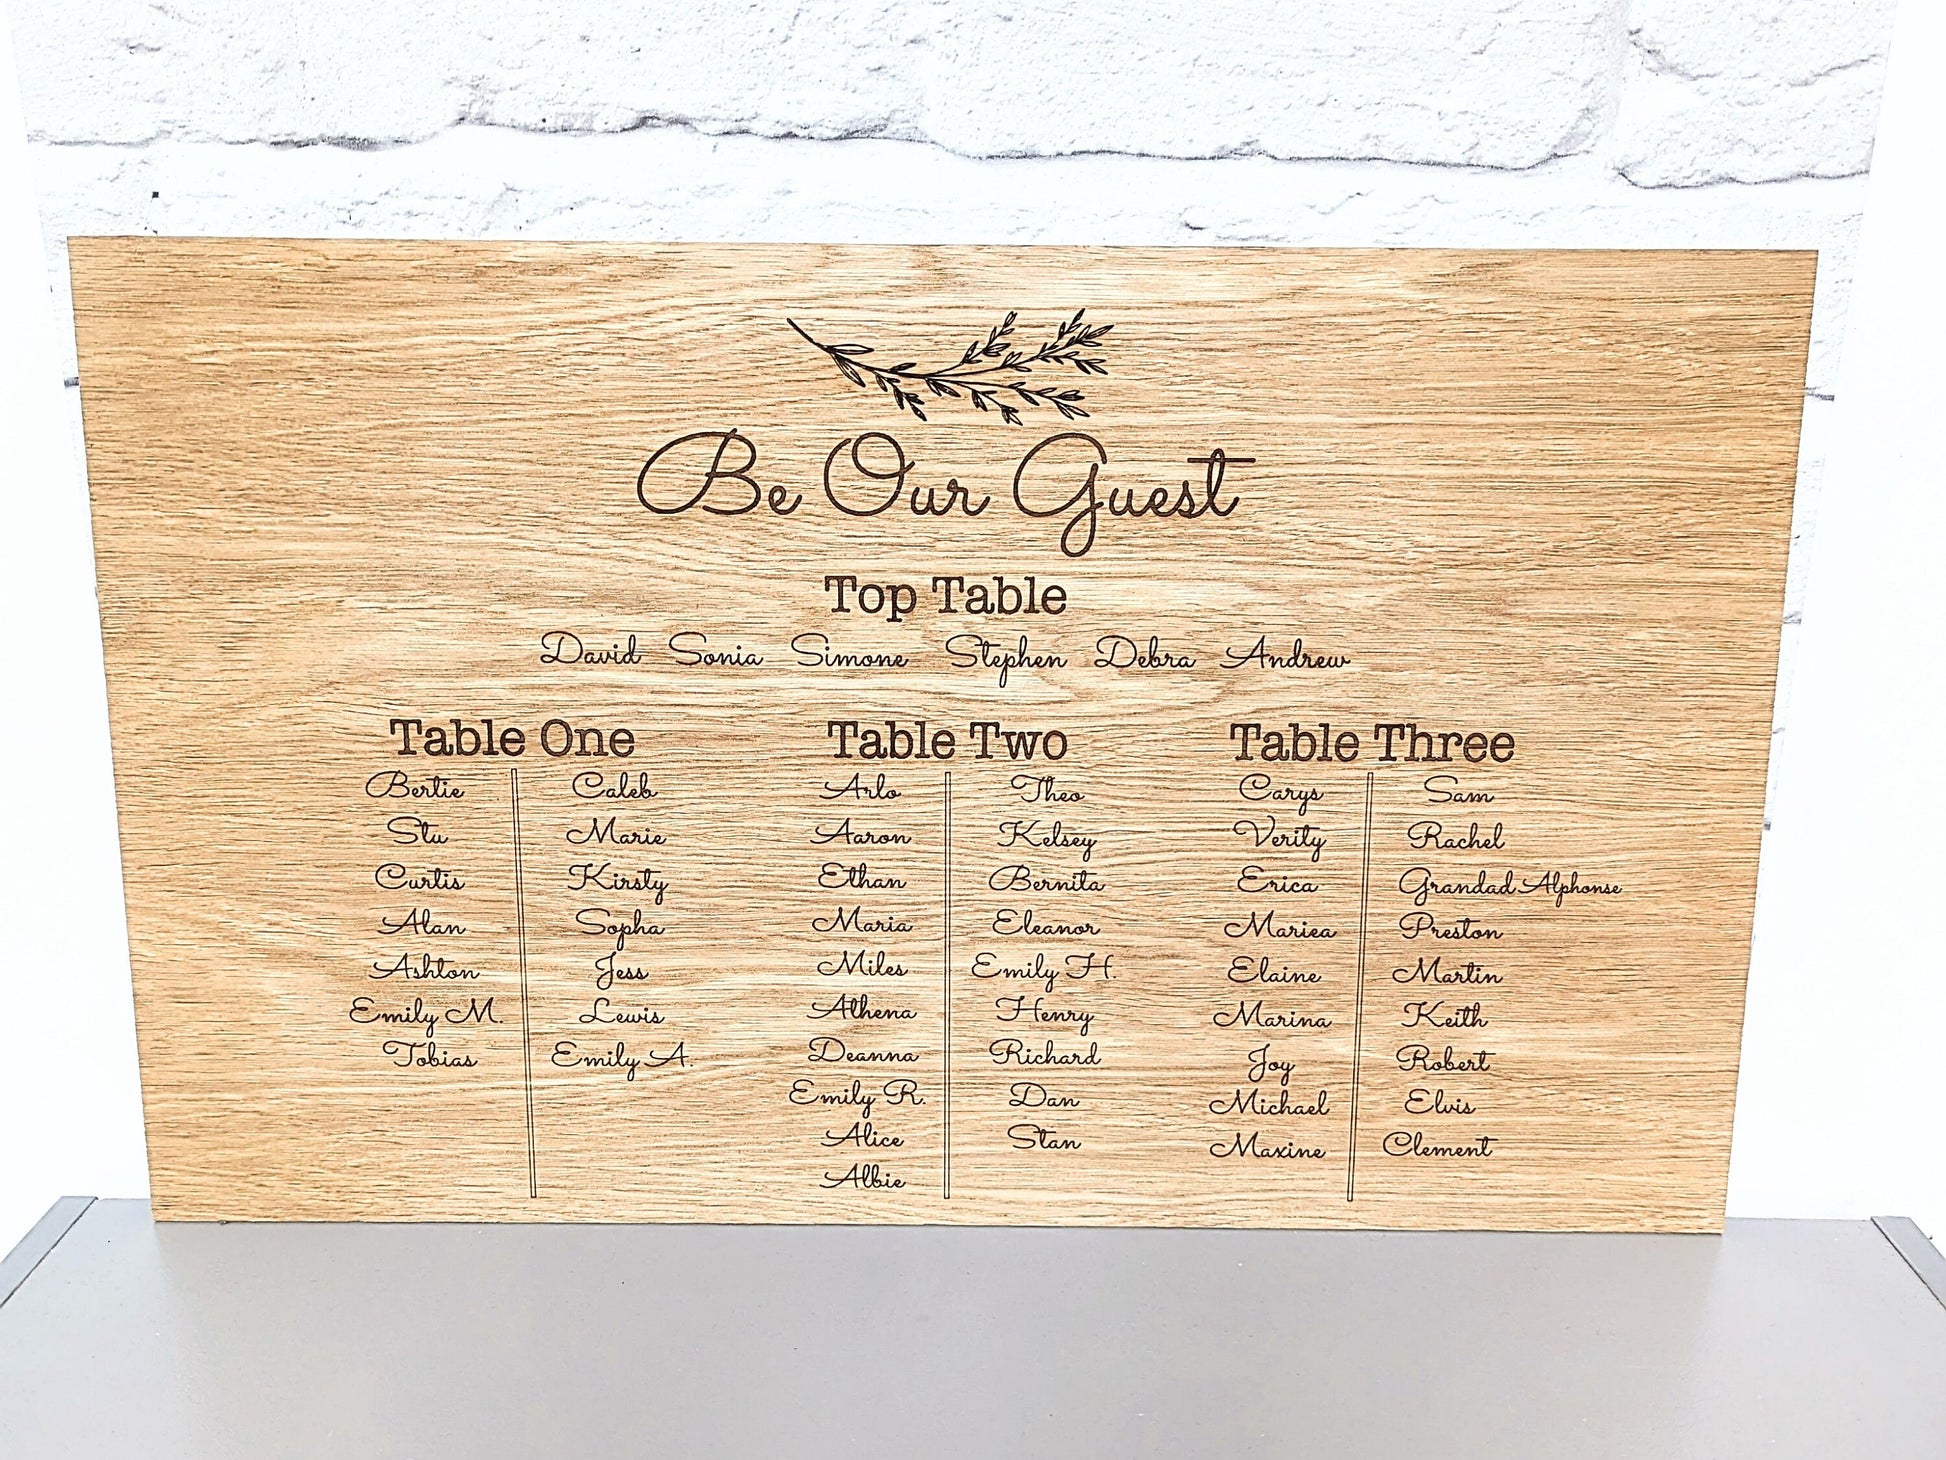 Be Our Guest
Top Table
David Sonia Simone Stephen Debra Andrew
Table One
Bertie Caleb
Stu Marie
Curtis Kirsty
Alan Sopha
Ashton Jess
Emily M. Lewis
Tobias Emily A.
Table Two
Arlo Theo
Aaron Kelsey
Ethan Bernita
Maria Eleanor
Miles Emily H.
Athena Henry
Deanna Richard
Emily R. Dan
Alice Stan
Albie
Table Three
Carys Sam
Verity Rachel
Erica Grandad Alphonse
Mariea Preston
Elaine Martin
Marina Keith
Joy Robert
Michael Elvis
Maxine Clement